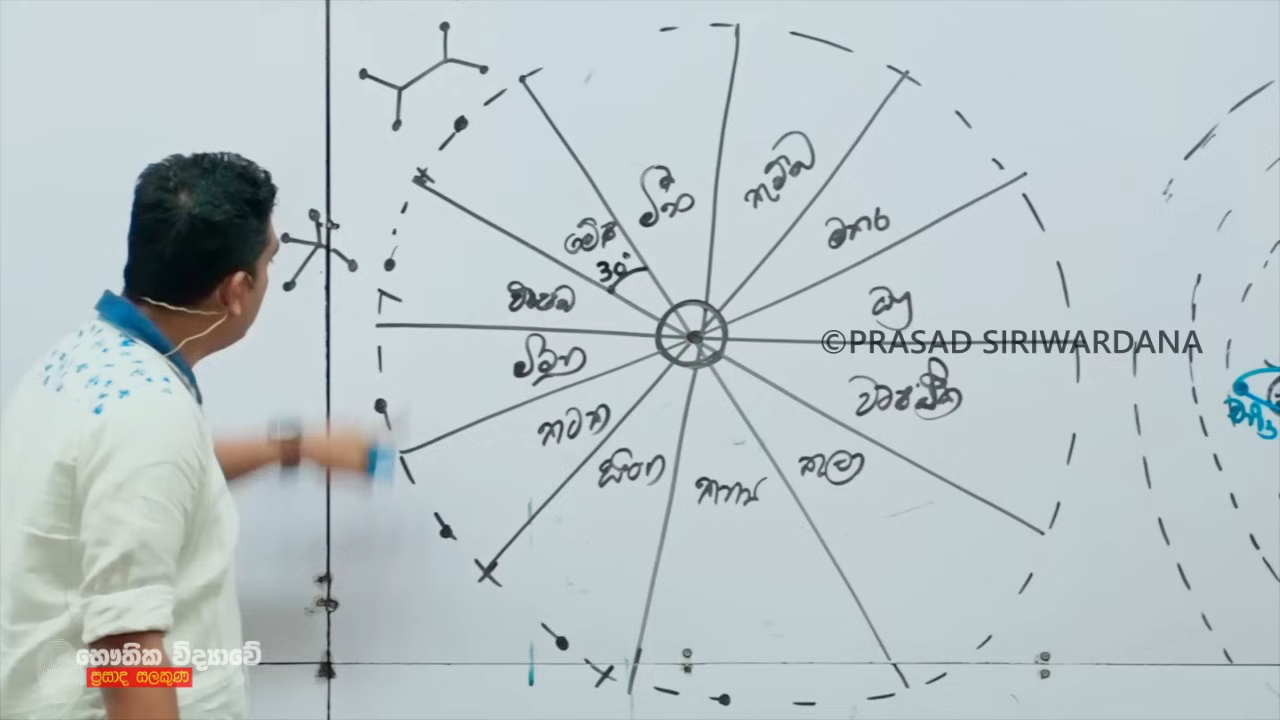 මීන
කුම්භ
මේෂ
30°
මකර
වෘෂභ
ධනු
©PRASAD SIRIWARDANA
මිථුන
වෘශ්චික
කටක
සිංහ
තුලා
කන්‍යා
භෞතික විද්‍යාවේ
ප්‍රසාද සලකුණ